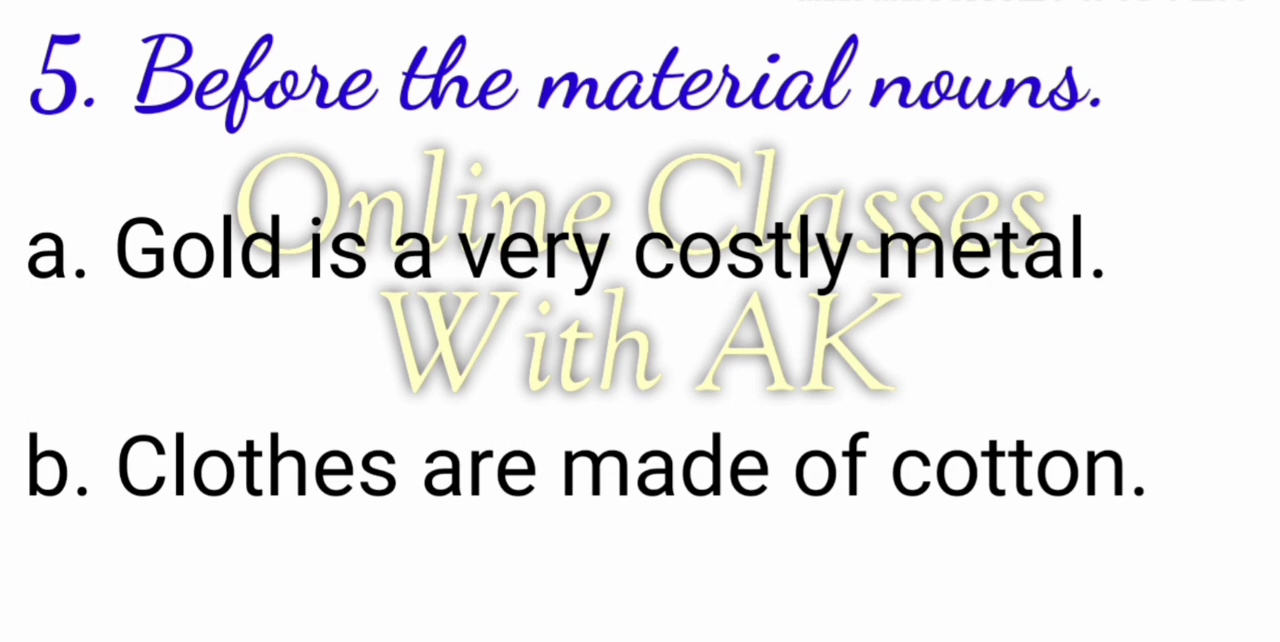 5. Before the material nouns.
Online Classes
a. Gold is a very costly metal.
With AK
b. Clothes are made of cotton.